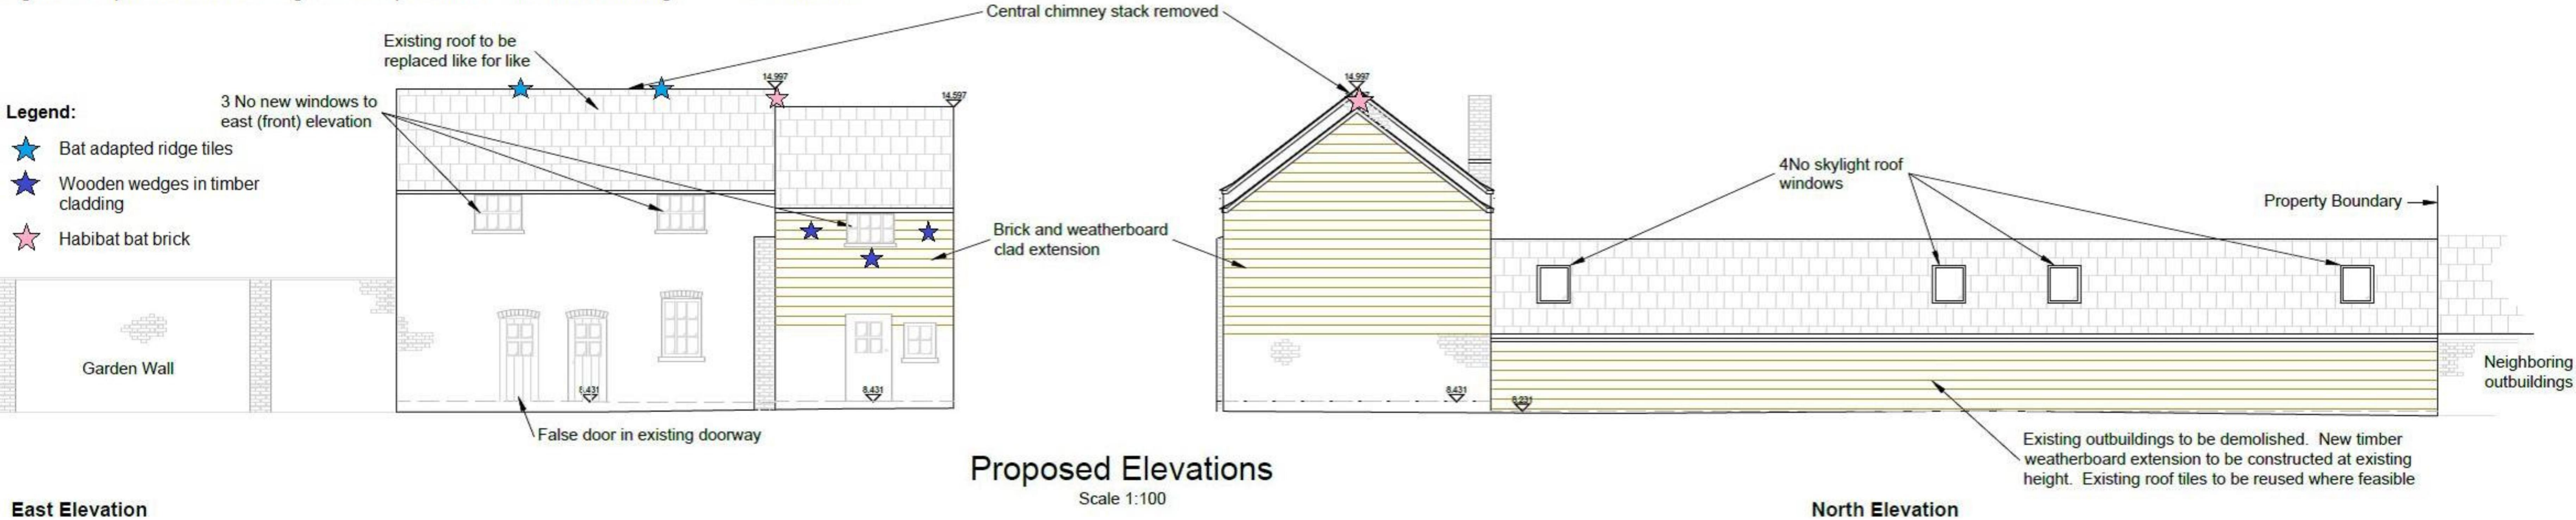 Central chimney stack removed
Existing roof to be
replaced like for like
14.997
14.597
14.997
Legend:
3 No new windows to
east (front) elevation
Bat adapted ridge tiles
Wooden wedges in timber
cladding
Habibat bat brick
4No skylight roof
windows
Property Boundary
Brick and weatherboard
clad extension
Garden Wall
8.431
8.431
8.231
Neighboring
outbuildings
False door in existing doorway
Existing outbuildings to be demolished. New timber
weatherboard extension to be constructed at existing
height. Existing roof tiles to be reused where feasible
Proposed Elevations
Scale 1:100
East Elevation
North Elevation